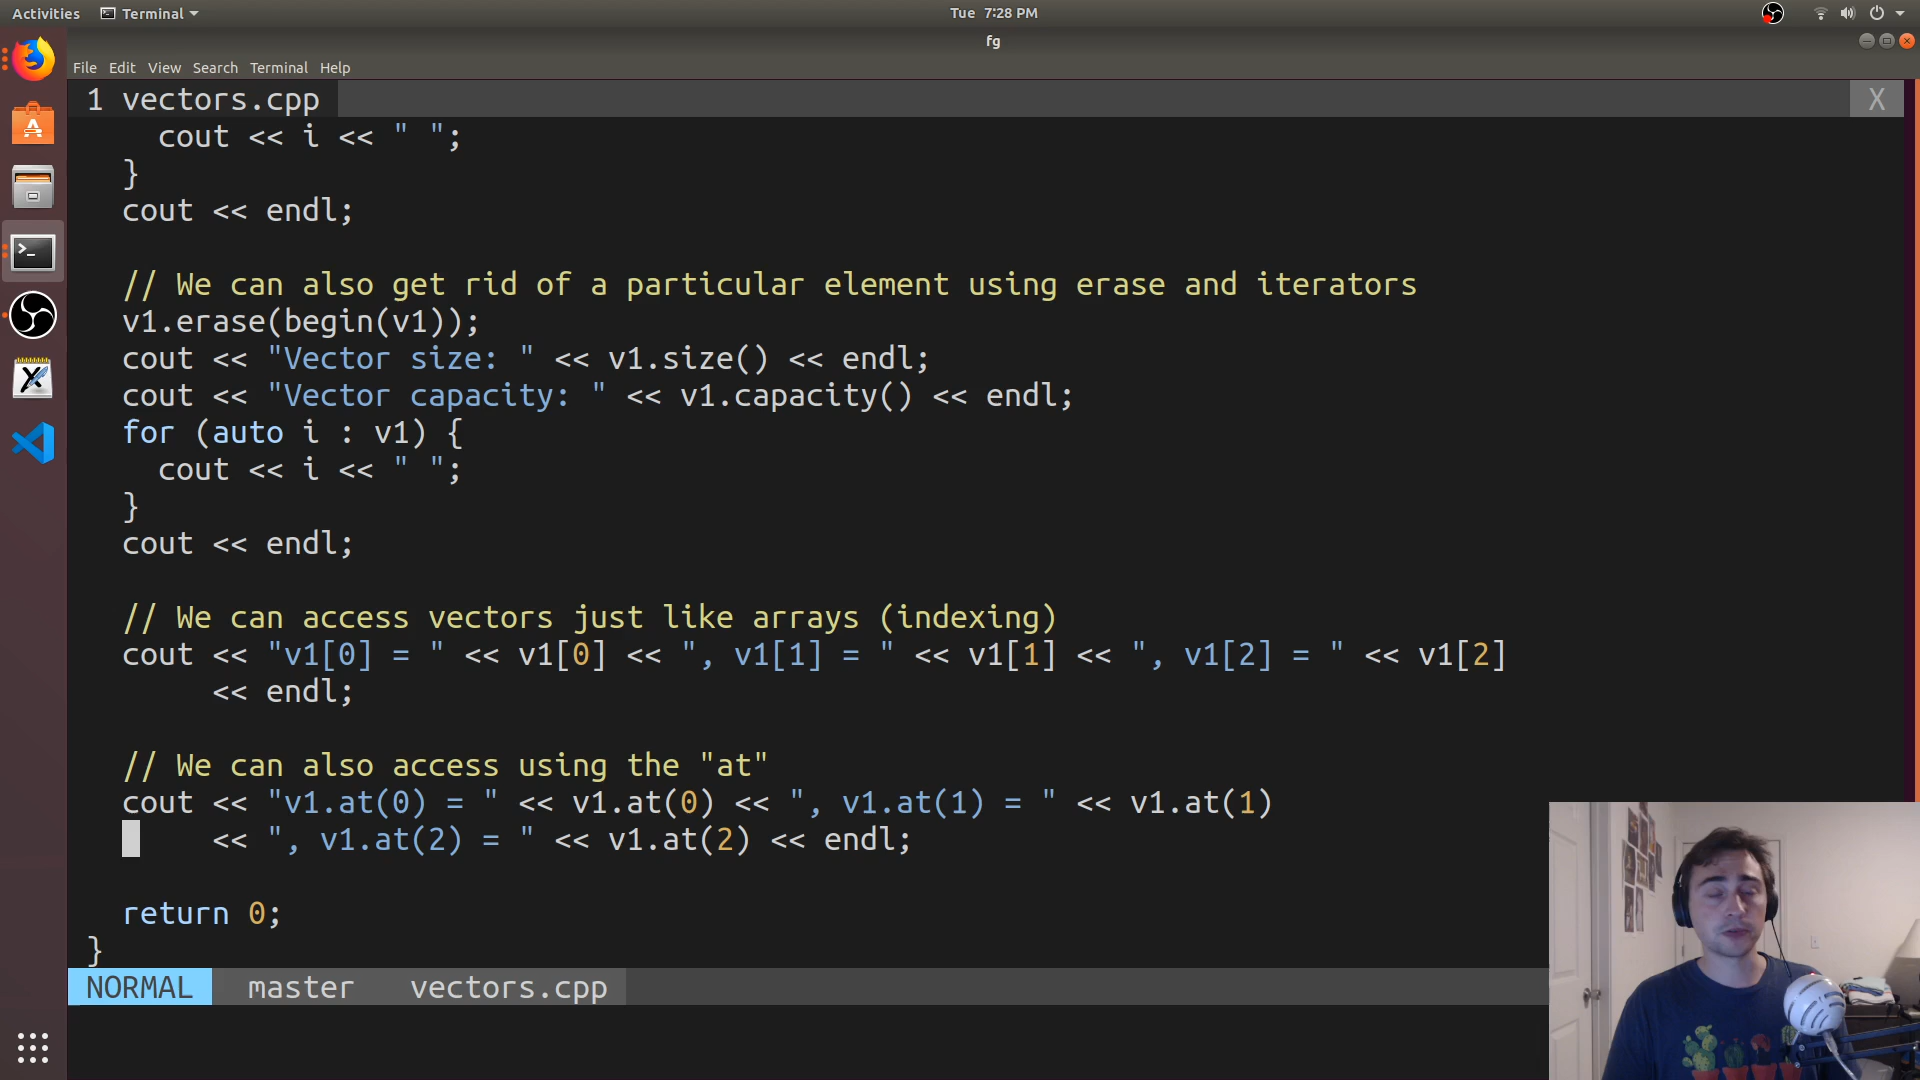 Activities Terminal Tue 7:28 PM
fg
File Edit View Search Terminal Help
1 vectors.cpp X
cout << i << " ";
}
cout << endl;
// We can also get rid of a particular element using erase and iterators
v1.erase(begin(v1));
cout << "Vector size: " << v1.size() << endl;
cout << "Vector capacity: " << v1.capacity() << endl;
for (auto i : v1) {
cout << i << " ";
}
cout << endl;
// We can access vectors just like arrays (indexing)
cout << "v1[0] = " << v1[0] << ", v1[1] = " << v1[1] << ", v1[2] = " << v1[2]
<< endl;
// We can also access using the "at"
cout << "v1.at(0) = " << v1.at(0) << ", v1.at(1) = " << v1.at(1)
<< ", v1.at(2) = " << v1.at(2) << endl;
return 0;
}
NORMAL master vectors.cpp